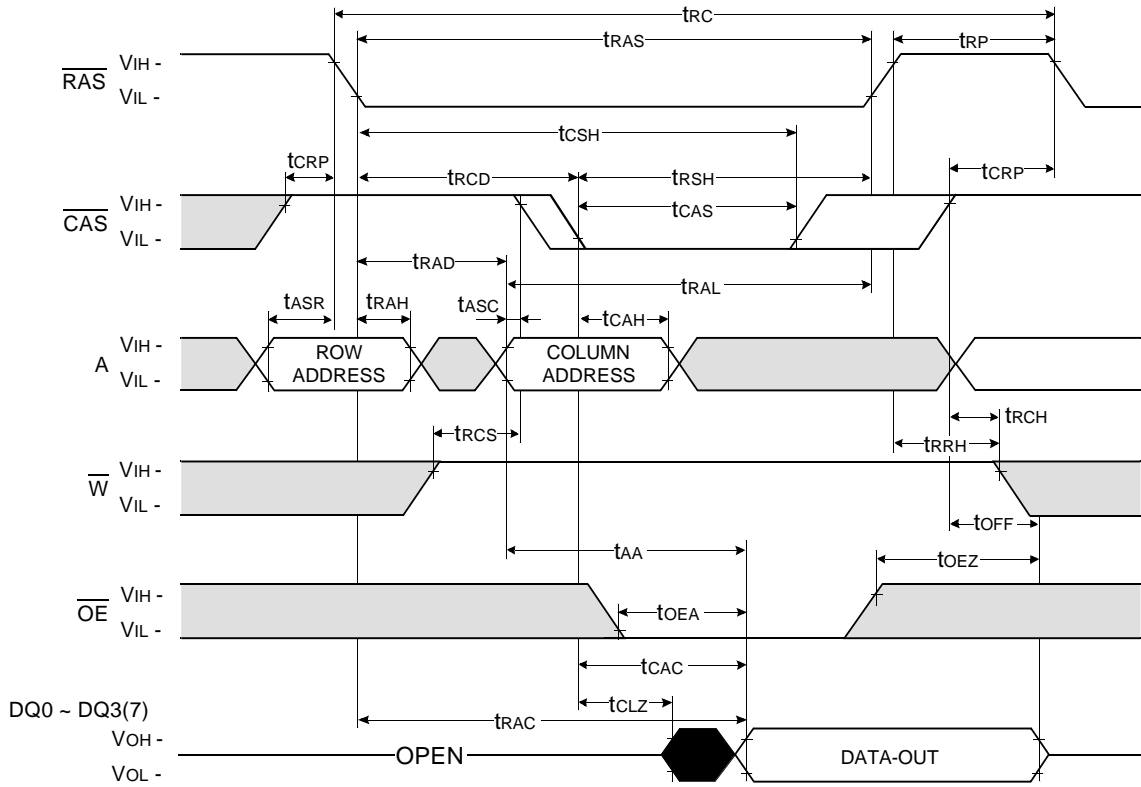 tRC
tRAS
tRP
RAS
VIH -
VIL -
tCSH
tCRP
tRCD
tRSH
tCRP
CAS
VIH -
VIL -
tCAS
tRAD
tRAL
tASR
tRAH
tASC
tCAH
A
VIH -
VIL -
ROW
ADDRESS
COLUMN
ADDRESS
tRCS
tRCH
tRRH
W
VIH -
VIL -
tOFF
tAA
tOEZ
OE
VIH -
VIL -
tOEA
tCAC
tCLZ
DQ0 ~ DQ3(7)
tRAC
VOH -
VOL -
OPEN
DATA-OUT